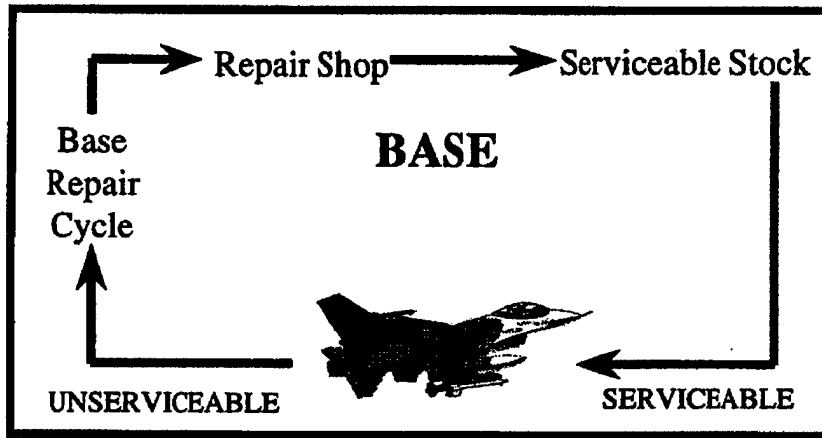 Repair Shop
Serviceable Stock
Base
Repair
Cycle
BASE
UNSERVICEABLE
SERVICEABLE